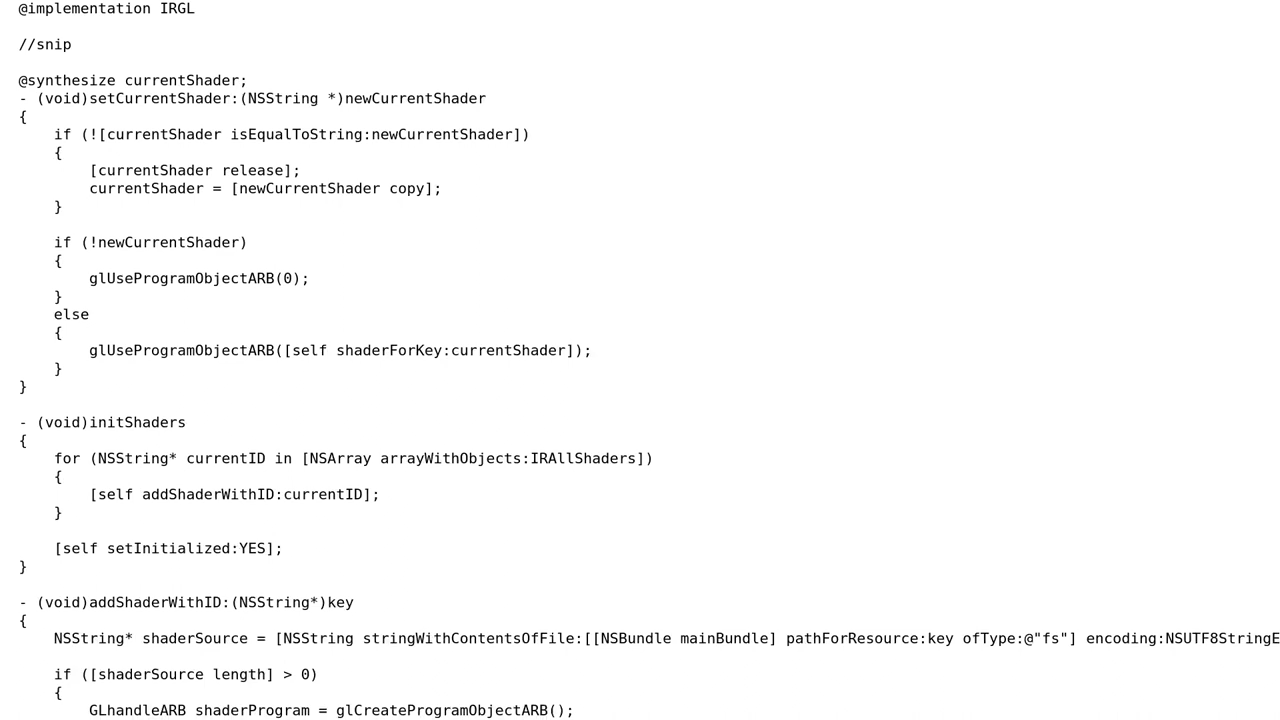 @implementation IRGL
//snip
@synthesize currentShader;
- (void)setCurrentShader:(NSString *)newCurrentShader
{
    if (![currentShader isEqualToString:newCurrentShader])
    {
        [currentShader release];
        currentShader = [newCurrentShader copy];
    }
    if (!newCurrentShader)
    {
        glUseProgramObjectARB(0);
    }
    else
    {
        glUseProgramObjectARB([self shaderForKey:currentShader]);
    }
}
- (void)initShaders
{
    for (NSString* currentID in [NSArray arrayWithObjects:IRAllShaders])
    {
        [self addShaderWithID:currentID];
    }
    [self setInitialized:YES];
}
- (void)addShaderWithID:(NSString*)key
{
    NSString* shaderSource = [NSString stringWithContentsOfFile:[[NSBundle mainBundle] pathForResource:key ofType:@"fs"] encoding:NSUTF8StringE
    if ([shaderSource length] > 0)
    {
        GLhandleARB shaderProgram = glCreateProgramObjectARB();